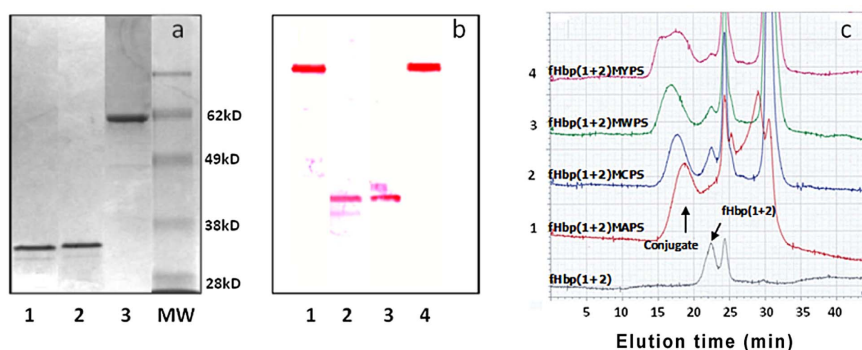 a
62kD
49kD
38kD
28kD
1 2 3 MW
b
1 2 3 4
c
4 fHbp(1+2)MYPS
3 fHbp(1+2)MWPS
2 fHbp(1+2)MCPS
1 fHbp(1+2)MAPS
Conjugate
fHbp(1+2)
fHbp(1+2)
5 10 15 20 25 30 35 40
Elution time (min)